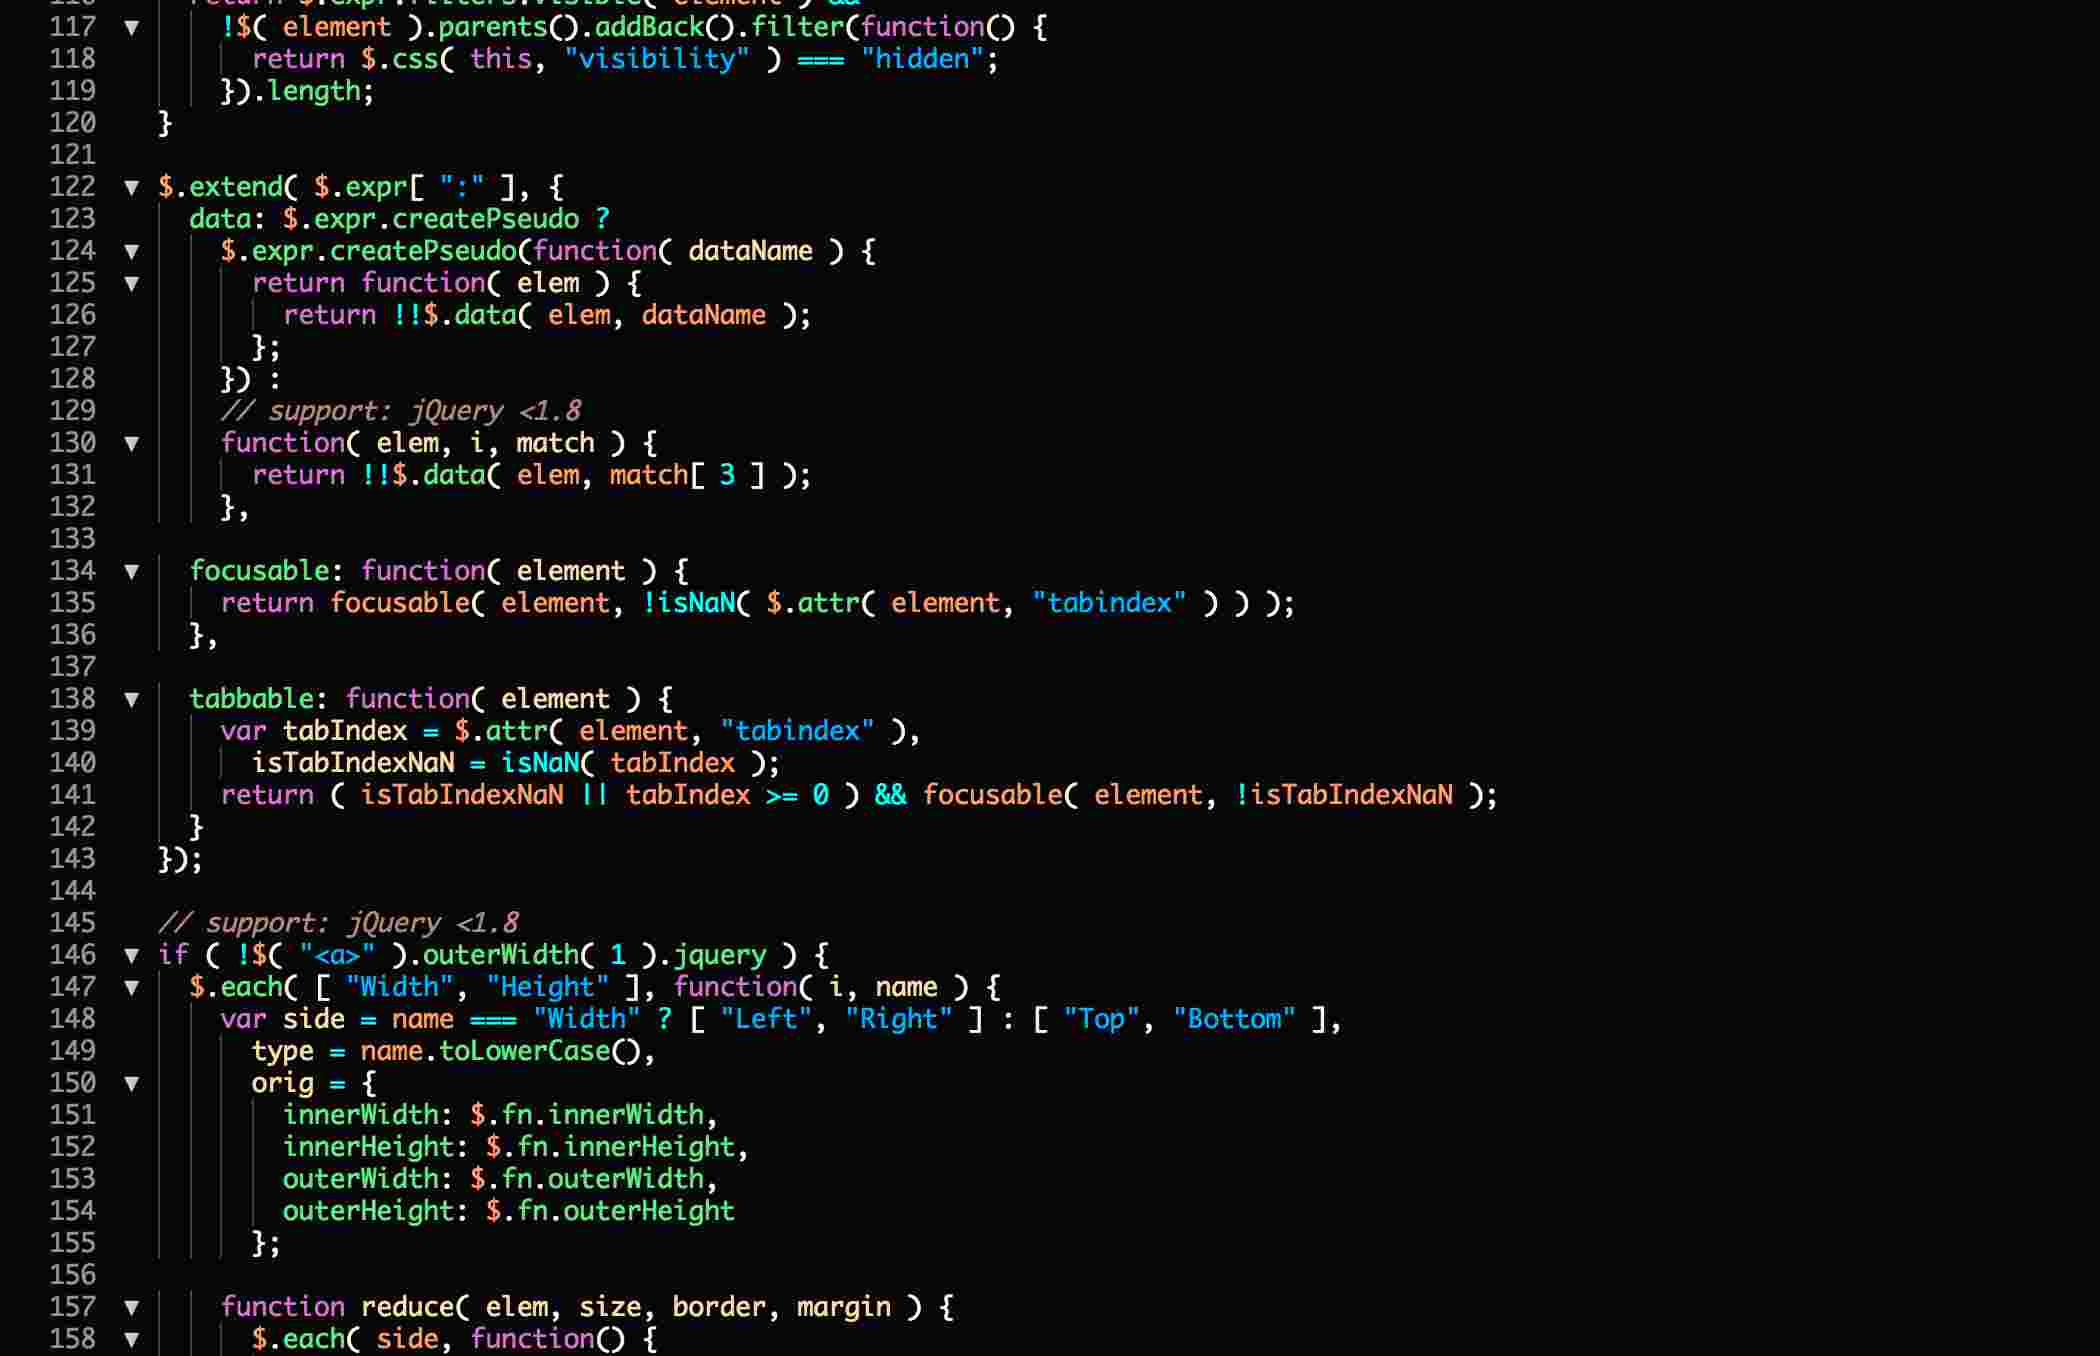 116 return $.expr.filters.visible( element ) &&
117 ▼ !$( element ).parents().addBack().filter(function() {
118 return $.css( this, "visibility" ) === "hidden";
119 }).length;
120 }
121
122 ▼ $.extend( $.expr[ ":" ], {
123 data: $.expr.createPseudo ?
124 ▼ $.expr.createPseudo(function( dataName ) {
125 ▼ return function( elem ) {
126 return !!$.data( elem, dataName );
127 };
128 }) :
129 // support: jQuery <1.8
130 ▼ function( elem, i, match ) {
131 return !!$.data( elem, match[ 3 ] );
132 },
133
134 ▼ focusable: function( element ) {
135 return focusable( element, !isNaN( $.attr( element, "tabindex" ) ) );
136 },
137
138 ▼ tabbable: function( element ) {
139 var tabIndex = $.attr( element, "tabindex" ),
140 isTabIndexNaN = isNaN( tabIndex );
141 return ( isTabIndexNaN || tabIndex >= 0 ) && focusable( element, !isTabIndexNaN );
142 }
143 });
144
145 // support: jQuery <1.8
146 ▼ if ( !$( "<a>" ).outerWidth( 1 ).jquery ) {
147 ▼ $.each( [ "Width", "Height" ], function( i, name ) {
148 var side = name === "Width" ? [ "Left", "Right" ] : [ "Top", "Bottom" ],
149 type = name.toLowerCase(),
150 ▼ orig = {
151 innerWidth: $.fn.innerWidth,
152 innerHeight: $.fn.innerHeight,
153 outerWidth: $.fn.outerWidth,
154 outerHeight: $.fn.outerHeight
155 };
156
157 ▼ function reduce( elem, size, border, margin ) {
158 ▼ $.each( side, function() {